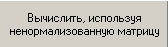 Вычислить, используя
ненормализованную матрицу